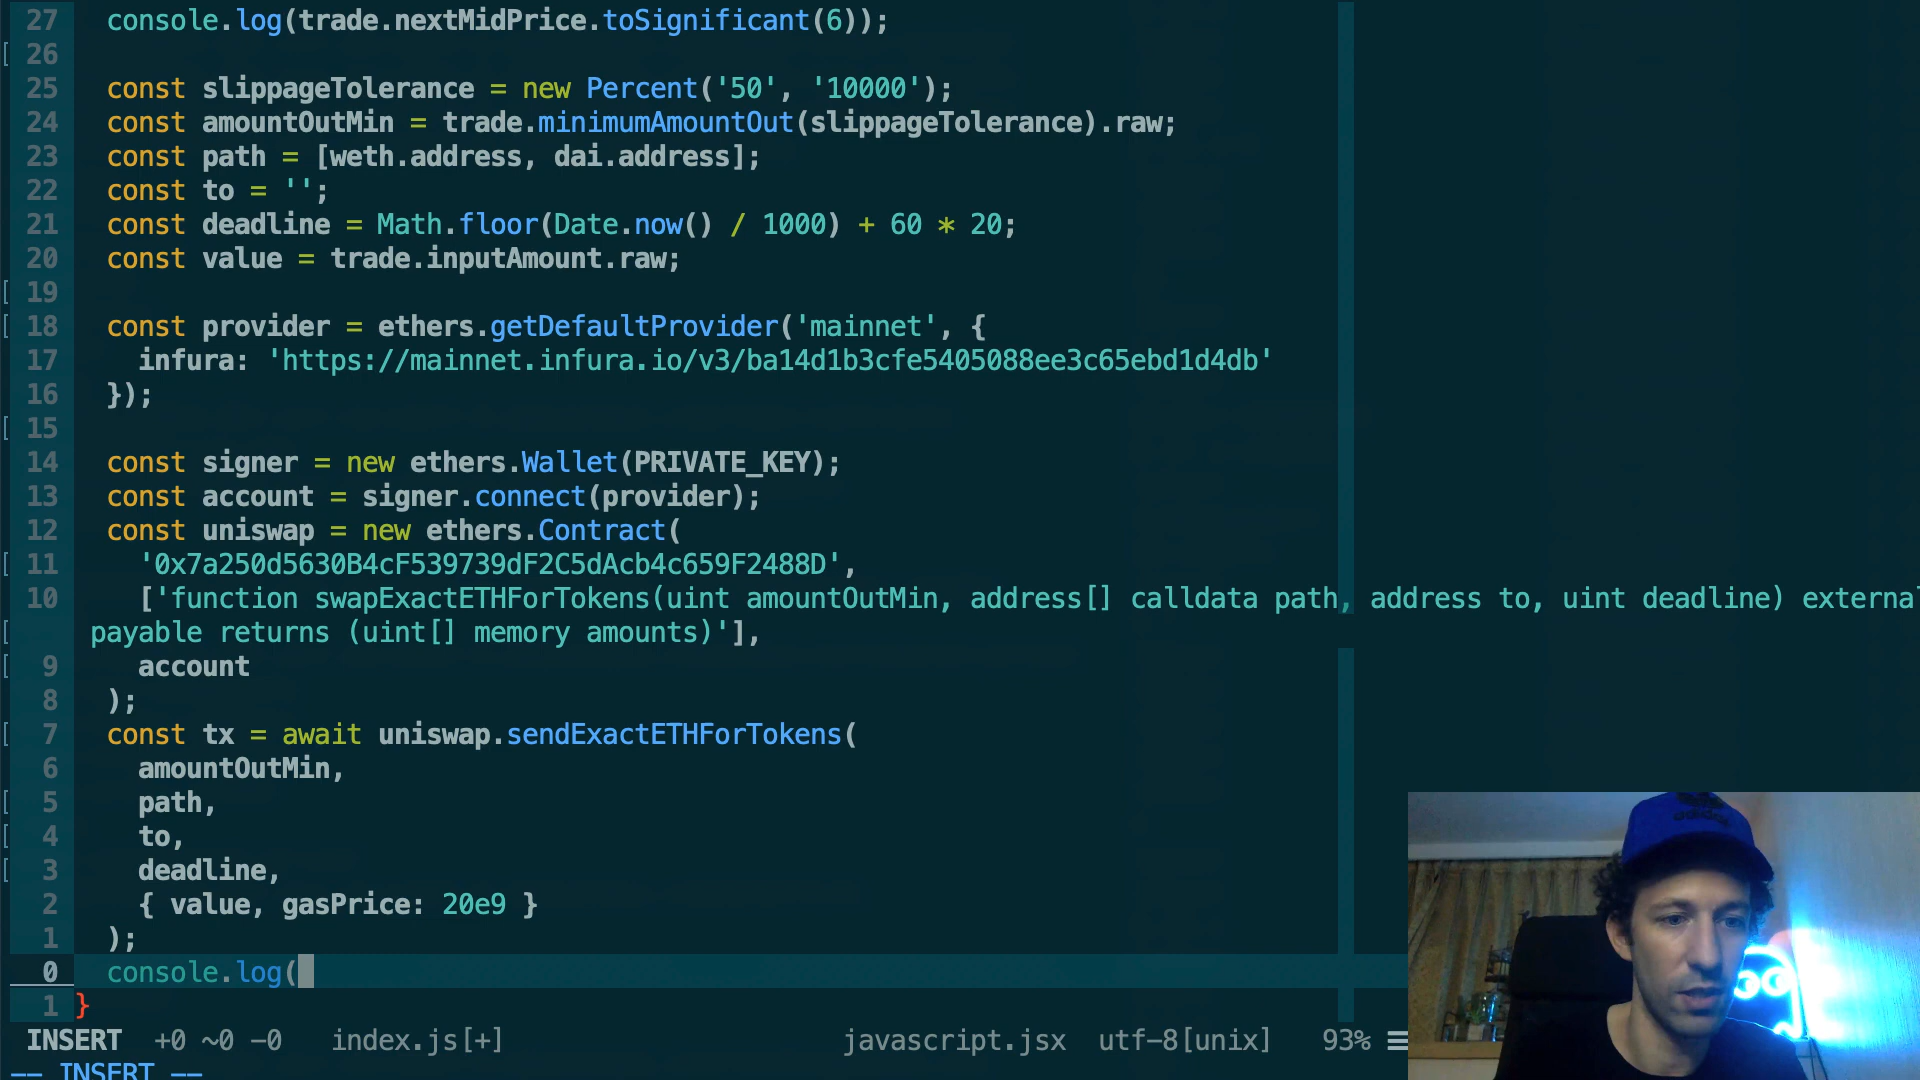 27 console.log(trade.nextMidPrice.toSignificant(6));
26
25 const slippageTolerance = new Percent('50', '10000');
24 const amountOutMin = trade.minimumAmountOut(slippageTolerance).raw;
23 const path = [weth.address, dai.address];
22 const to = '';
21 const deadline = Math.floor(Date.now() / 1000) + 60 * 20;
20 const value = trade.inputAmount.raw;
19
18 const provider = ethers.getDefaultProvider('mainnet', {
17 infura: 'https://mainnet.infura.io/v3/ba14d1b3cfe5405088ee3c65ebd1d4db'
16 });
15
14 const signer = new ethers.Wallet(PRIVATE_KEY);
13 const account = signer.connect(provider);
12 const uniswap = new ethers.Contract(
11 '0x7a250d5630B4cF539739dF2C5dAcb4c659F2488D',
10 ['function swapExactETHForTokens(uint amountOutMin, address[] calldata path, address to, uint deadline) external
payable returns (uint[] memory amounts)'],
9 account
8 );
7 const tx = await uniswap.sendExactETHForTokens(
6 amountOutMin,
5 path,
4 to,
3 deadline,
2 { value, gasPrice: 20e9 }
1 );
0 console.log(
1 }
INSERT +0 ~0 -0 index.js[+] javascript.jsx utf-8[unix] 93% ☰
-- INSERT --